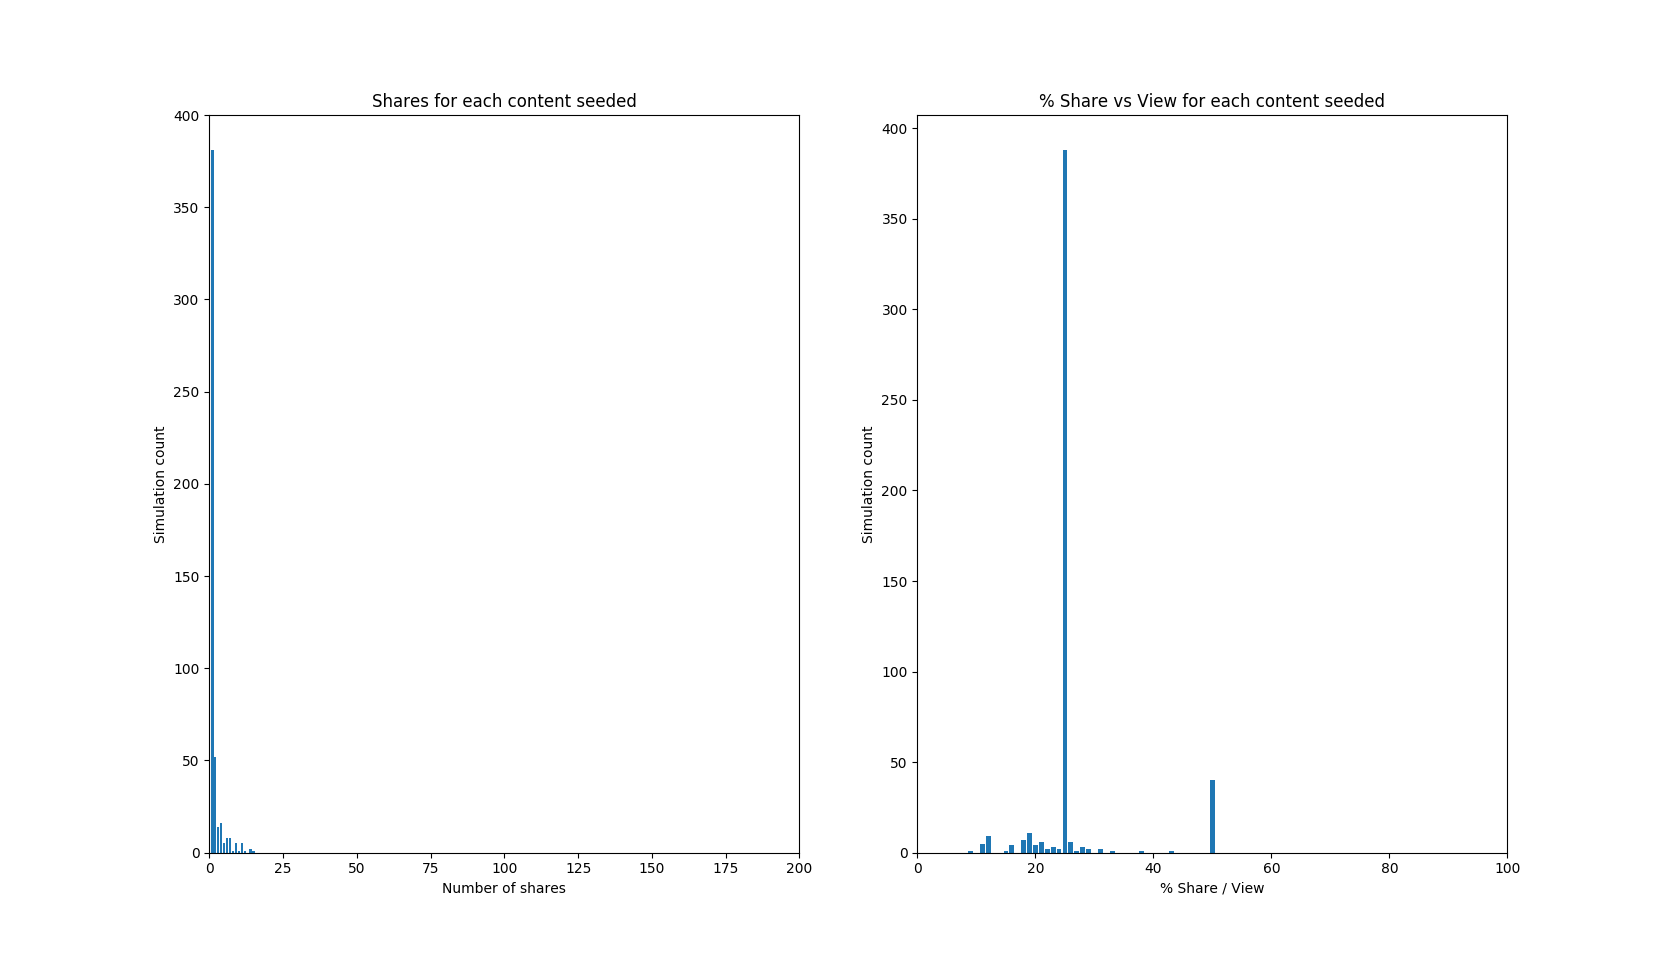 Shares for each content seeded
400
350
300
250
200
150
100
50
0
Simulation count
0 25 50 75 100 125 150 175 200
Number of shares
% Share vs View for each content seeded
400
350
300
250
200
150
100
50
0
Simulation count
0 20 40 60 80 100
% Share / View